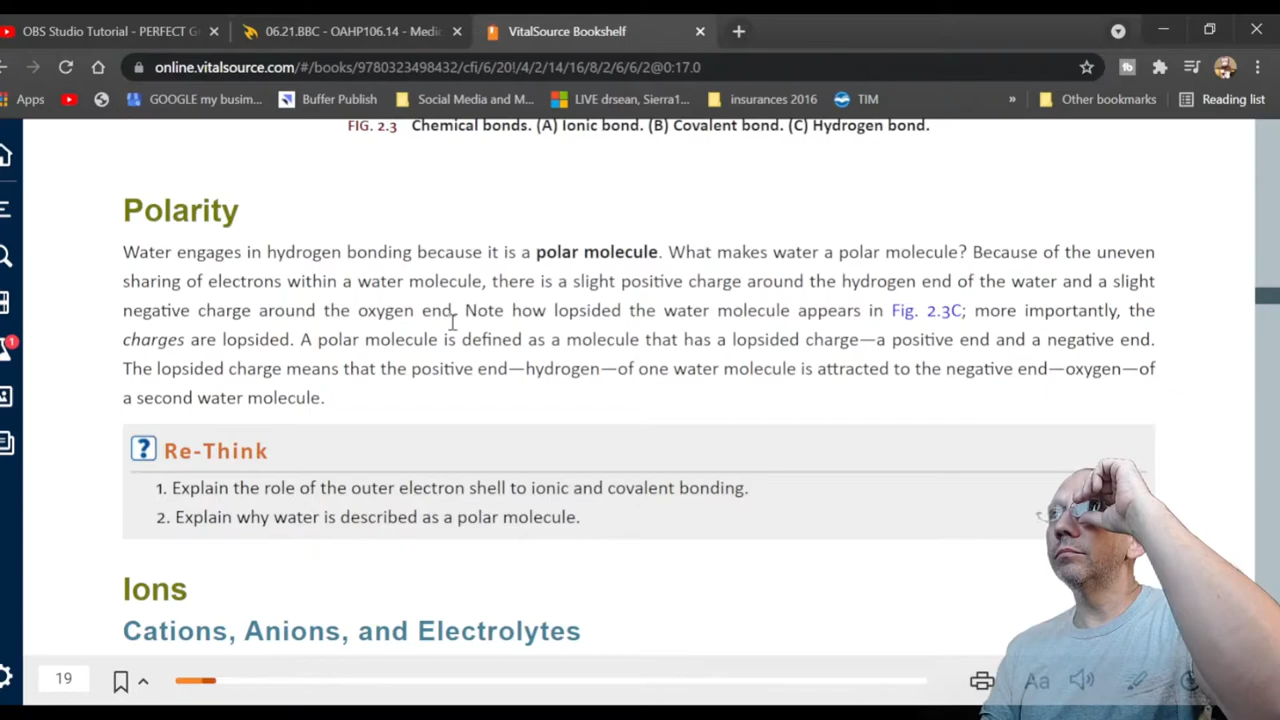 OBS Studio Tutorial - PERFECT G
06.21.BBC - OAHP106.14 - Medic
VitalSource Bookshelf
online.vitalsource.com/#/books/9780323498432/cfi/6/20!/4/2/14/16/8/2/6/6/2@0:17.0
Apps
GOOGLE my busim...
Buffer Publish
Social Media and M...
LIVE drsean, Sierra1...
insurances 2016
TIM
»
Other bookmarks
Reading list
FIG. 2.3 Chemical bonds. (A) Ionic bond. (B) Covalent bond. (C) Hydrogen bond.
Polarity
Water engages in hydrogen bonding because it is a polar molecule. What makes water a polar molecule? Because of the uneven
sharing of electrons within a water molecule, there is a slight positive charge around the hydrogen end of the water and a slight
negative charge around the oxygen end. Note how lopsided the water molecule appears in Fig. 2.3C; more importantly, the
charges are lopsided. A polar molecule is defined as a molecule that has a lopsided charge—a positive end and a negative end.
The lopsided charge means that the positive end—hydrogen—of one water molecule is attracted to the negative end—oxygen—of
a second water molecule.
? Re-Think
1. Explain the role of the outer electron shell to ionic and covalent bonding.
2. Explain why water is described as a polar molecule.
Ions
Cations, Anions, and Electrolytes
1
19
Aa